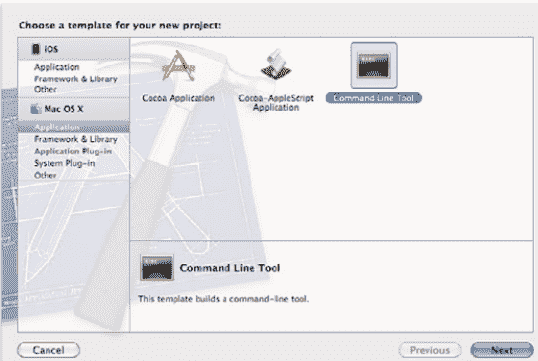 Choose a template for your new project:
iOS
Application
Framework & Library
Other
Mac OS X
Application
Framework & Library
Application Plug-in
System Plug-in
Other
Cocoa Application
Cocoa-AppleScript
Application
Command Line Tool
Command Line Tool
This template builds a command-line tool.
Cancel
Previous
Next